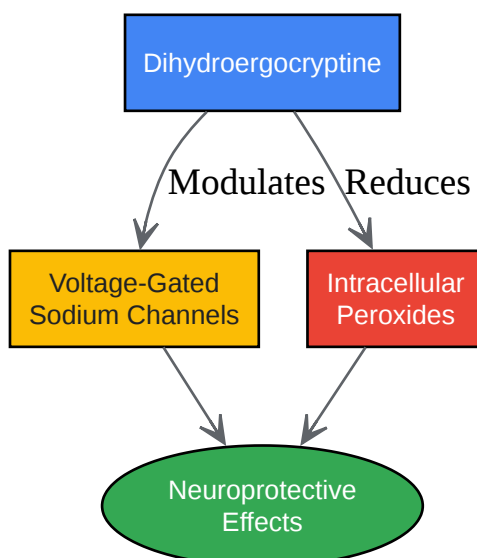 Dihydroergocryptine
Modulates
Reduces
Voltage-Gated
Sodium Channels
Intracellular
Peroxides
Neuroprotective
Effects